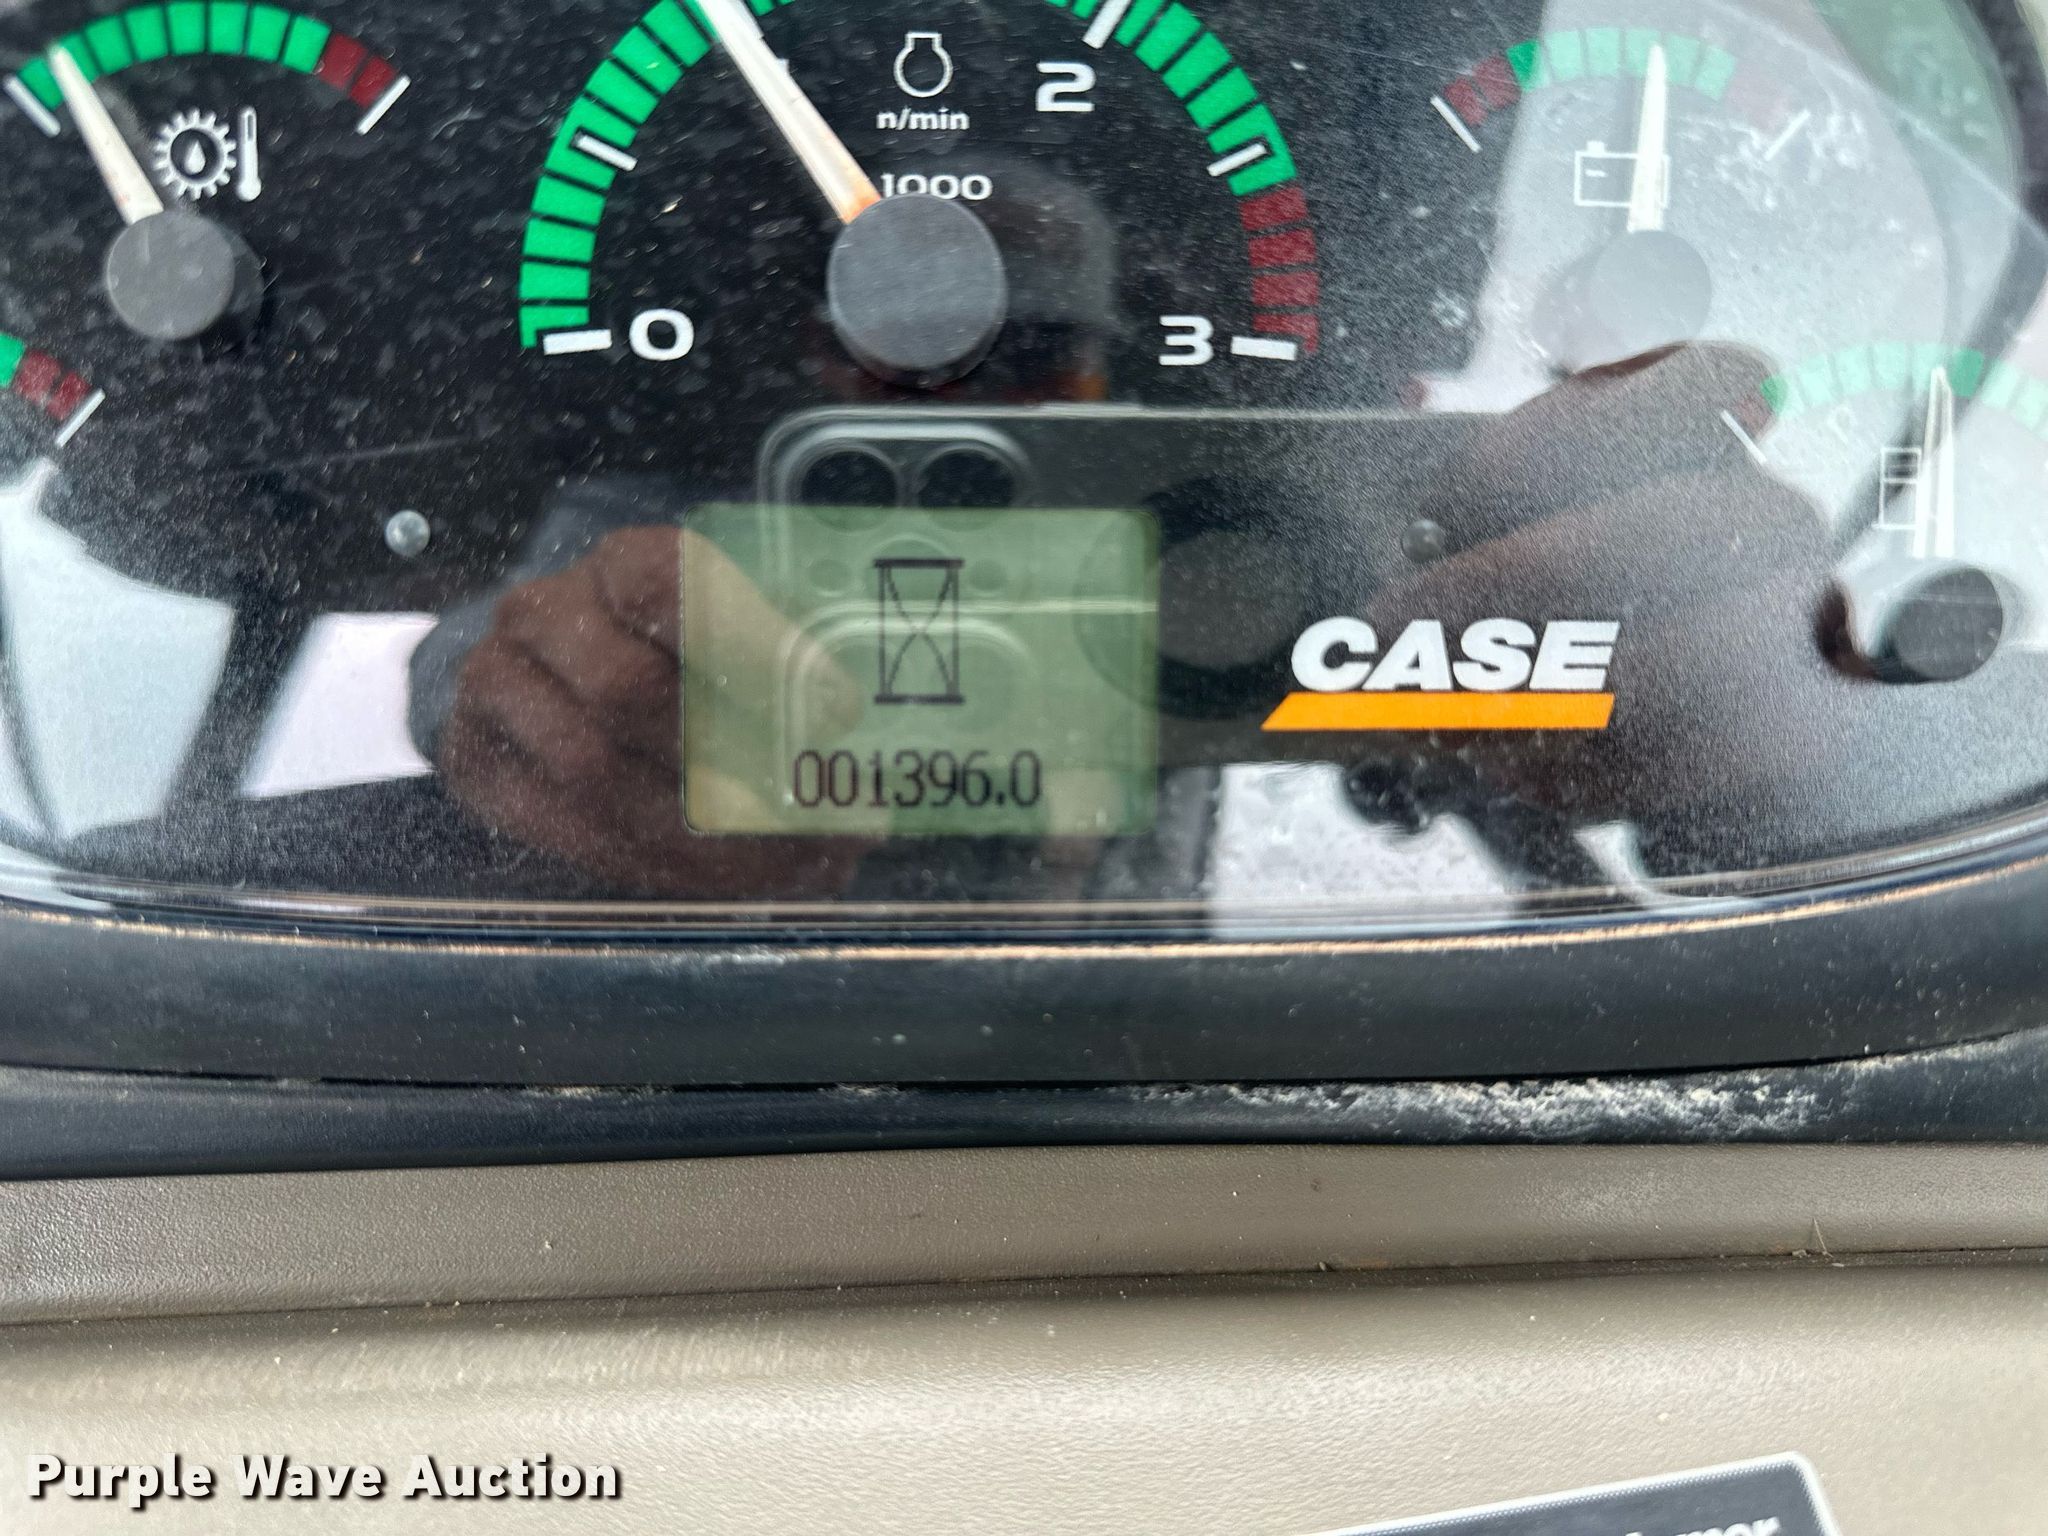 n/min
2
1000
0
3
CASE
001396.0
Purple Wave Auction